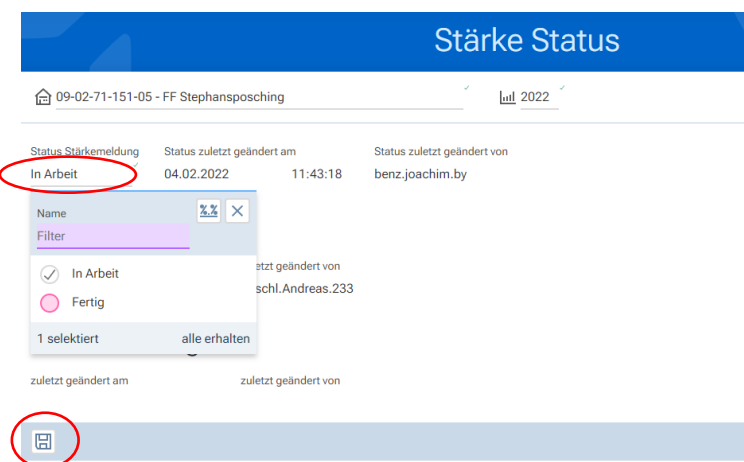 Stärke Status
09-02-71-151-05 - FF Stephansposching
2022
Status Stärkemeldung Status zuletzt geändert am Status zuletzt geändert von
In Arbeit 04.02.2022 11:43:18 benz.joachim.by
Name %.%
Filter
etzt geändert von
In Arbeit
schl.Andreas.233
Fertig
1 selektiert alle erhalten
zuletzt geändert am zuletzt geändert von